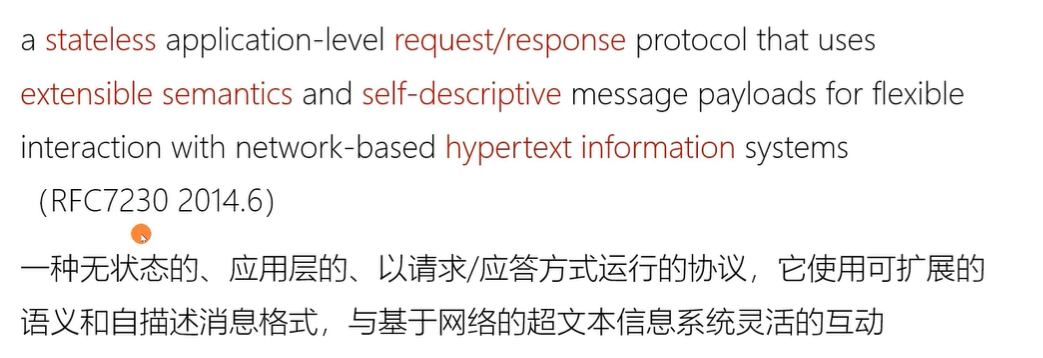 a stateless application-level request/response protocol that uses
extensible semantics and self-descriptive message payloads for flexible
interaction with network-based hypertext information systems
（RFC7230 2014.6）
一种无状态的、应用层的、以请求/应答方式运行的协议，它使用可扩展的
语义和自描述消息格式，与基于网络的超文本信息系统灵活的互动